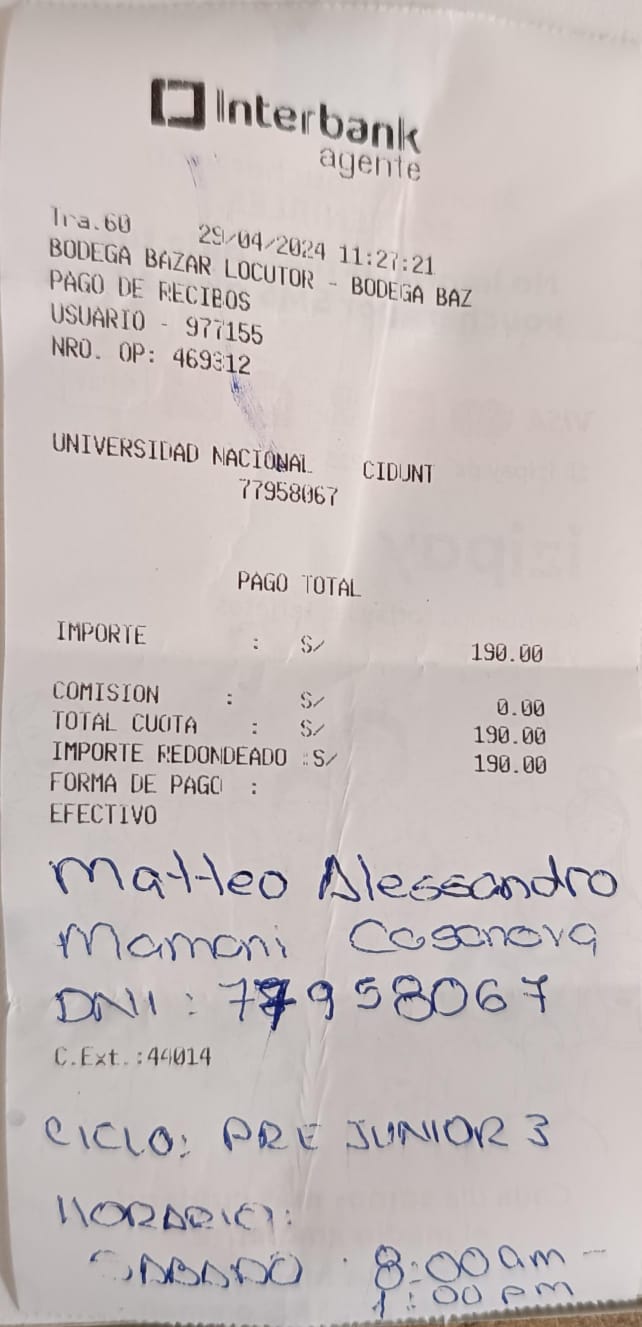 Interbank
agente
Tra.60 29/04/2024 11:27:21
BODEGA BAZAR LOCUTOR - BODEGA BAZ
PAGO DE RECIBOS
USUARIO - 977155
NRO. OP: 469312
UNIVERSIDAD NACIONAL CIDUNT
77958067
PAGO TOTAL
IMPORTE : S/ 190.00
COMISION : S/ 0.00
TOTAL CUOTA : S/ 190.00
IMPORTE REDONDEADO :S/ 190.00
FORMA DE PAGO :
EFECTIVO
Matteo Alessandro
Mamani Casanova
DNI : 77958067
C.Ext.:44014
CICLO: PRE JUNIOR 3
HORARIO:
SABADO : 8:00 am -
1:00 pm